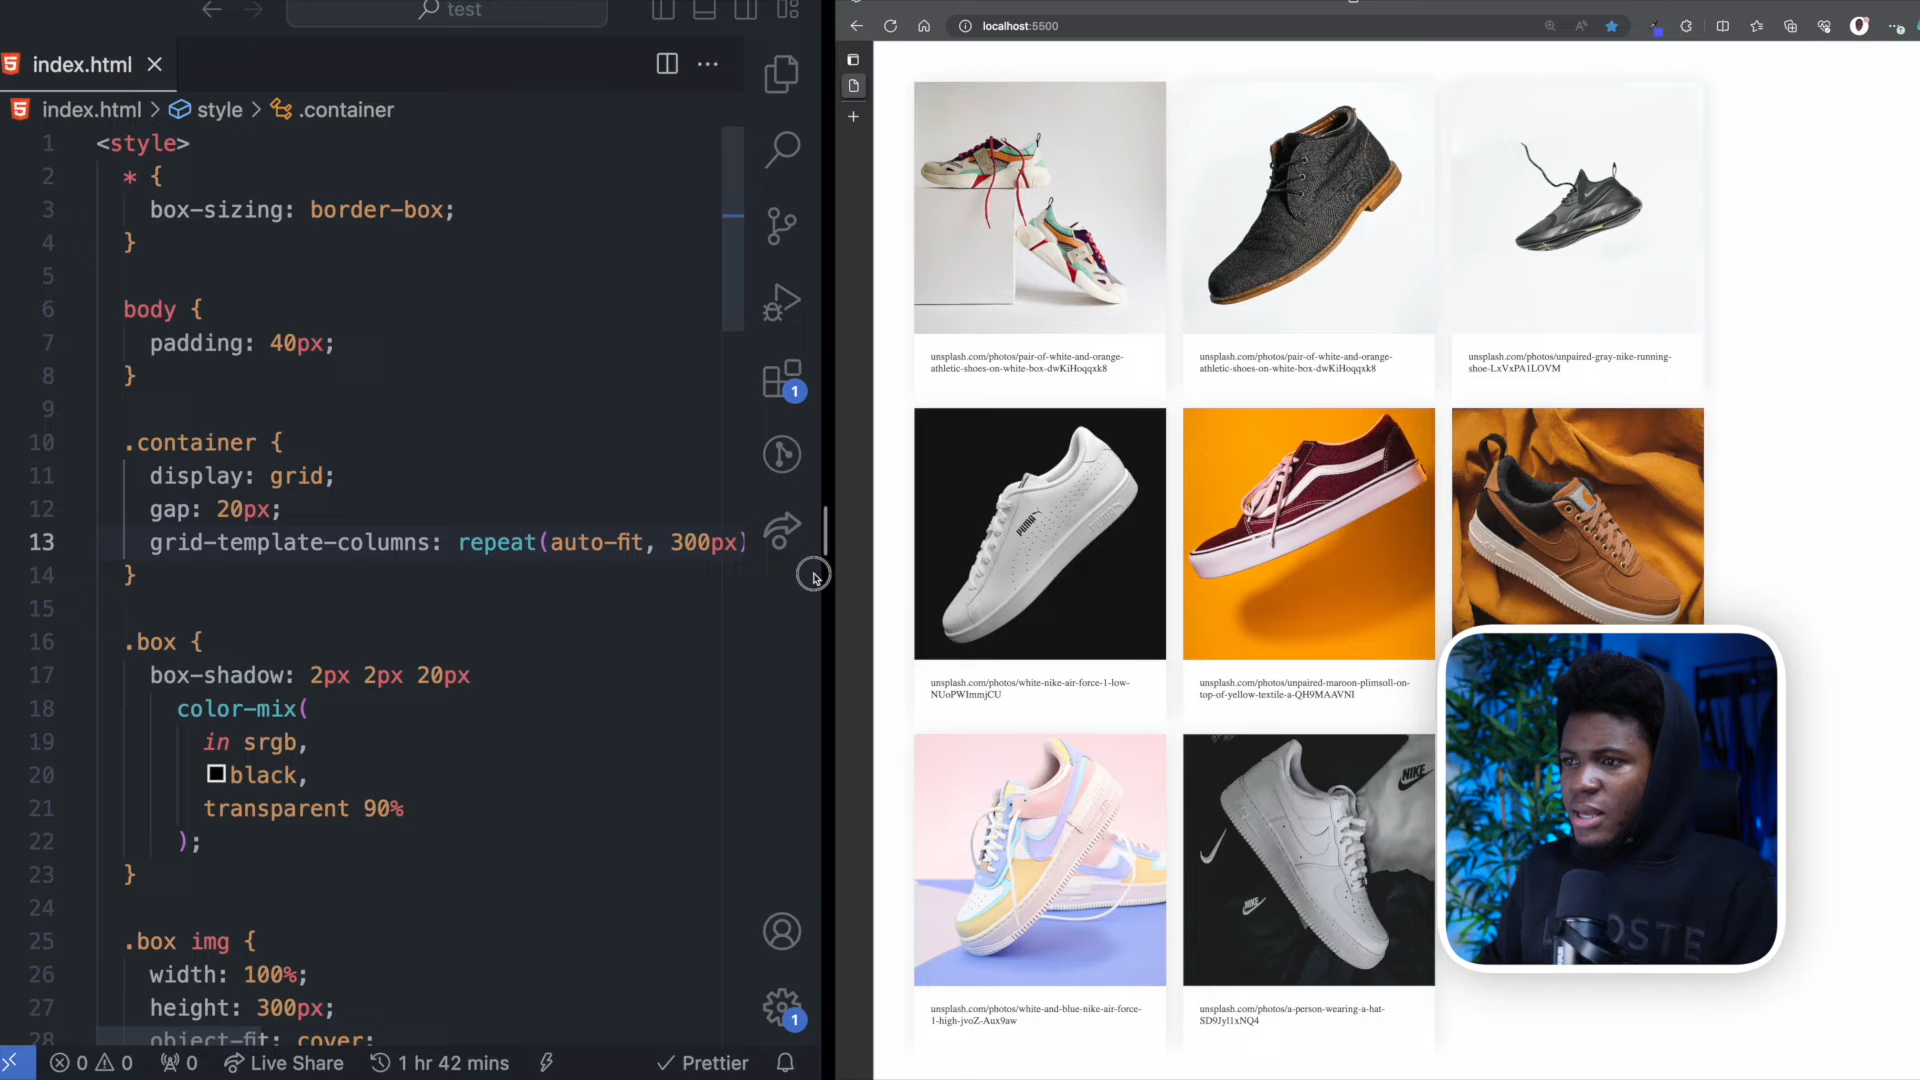 test
index.html
index.html > style > .container
1 <style>
2 * {
3 box-sizing: border-box;
4 }
5
6 body {
7 padding: 40px;
8 }
9
10 .container {
11 display: grid;
12 gap: 20px;
13 grid-template-columns: repeat(auto-fit, 300px)
14 }
15
16 .box {
17 box-shadow: 2px 2px 20px
18 color-mix(
19 in srgb,
20 black,
21 transparent 90%
22 );
23 }
24
25 .box img {
26 width: 100%;
27 height: 300px;
28 object-fit: cover;
1
1
0 0 0 Live Share 1 hr 42 mins Prettier
localhost:5500
unsplash.com/photos/pair-of-white-and-orange-
athletic-shoes-on-white-box-dwKiHoqqxk8
unsplash.com/photos/pair-of-white-and-orange-
athletic-shoes-on-white-box-dwKiHoqqxk8
unsplash.com/photos/unpaired-gray-nike-running-
shoe-LxVxPA1LOVM
PUMA
unsplash.com/photos/white-nike-air-force-1-low-
NUoPWImmjCU
unsplash.com/photos/unpaired-maroon-plimsoll-on-
top-of-yellow-textile-a-QH9MAAVNI
NIKE
NIKE
unsplash.com/photos/white-and-blue-nike-air-force-
1-high-jvoZ-Aux9aw
unsplash.com/photos/a-person-wearing-a-hat-
SD9Jyl1xNQ4